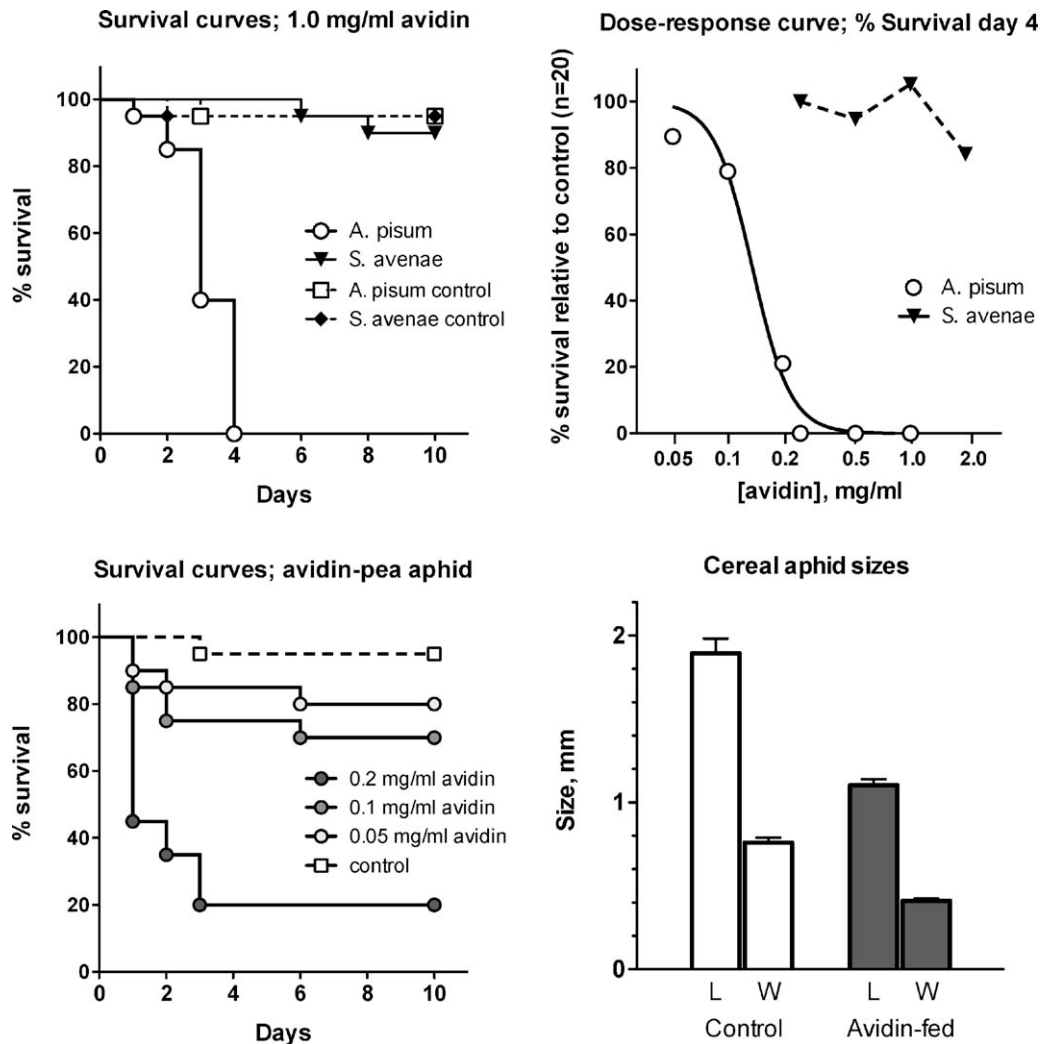 Survival curves; 1.0 mg/ml avidin
% survival
100
80
60
40
20
0
A. pisum
S. avenae
A. pisum control
S. avenae control
0 2 4 6 8 10
Days
Dose-response curve; % Survival day 4
% survival relative to control (n=20)
100
80
60
40
20
0
A. pisum
S. avenae
0.05 0.1 0.2 0.5 1.0 2.0
[avidin], mg/ml
Survival curves; avidin-pea aphid
% survival
100
80
60
40
20
0
0.2 mg/ml avidin
0.1 mg/ml avidin
0.05 mg/ml avidin
control
0 2 4 6 8 10
Days
Cereal aphid sizes
Size, mm
2
1
0
L W L W
Control Avidin-fed